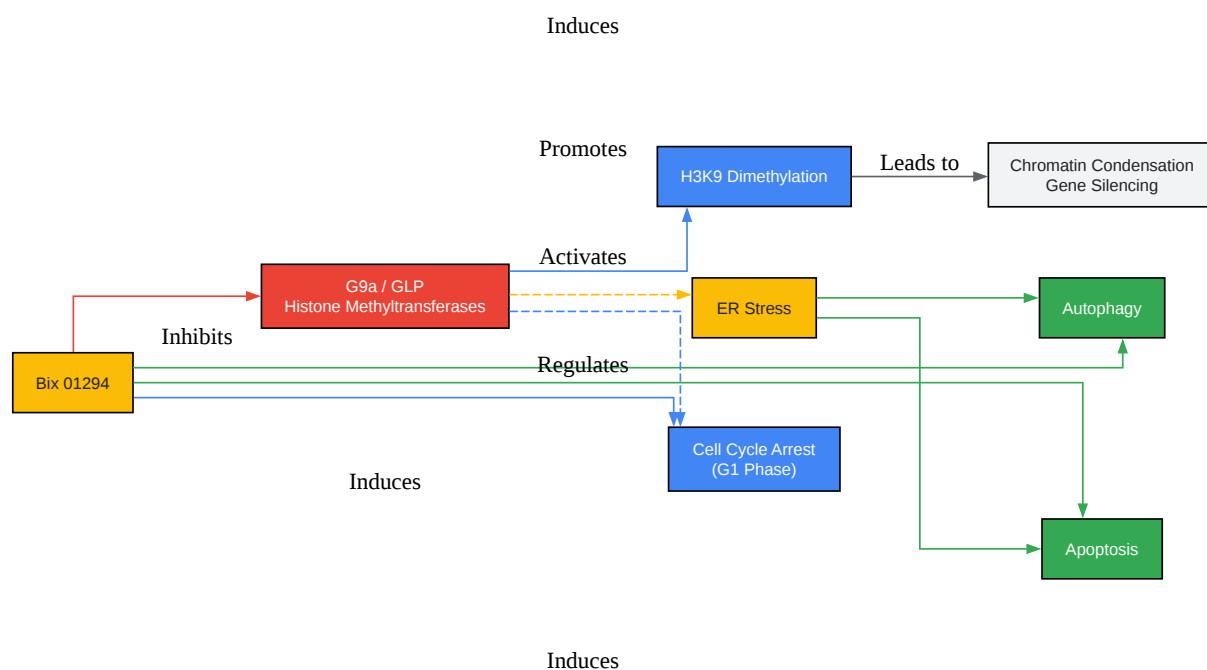 Induces
Promotes
H3K9 Dimethylation
Leads to
Chromatin Condensation
Gene Silencing
Activates
G9a / GLP
Histone Methyltransferases
ER Stress
Autophagy
Inhibits
Regulates
Bix 01294
Cell Cycle Arrest
(G1 Phase)
Induces
Apoptosis
Induces